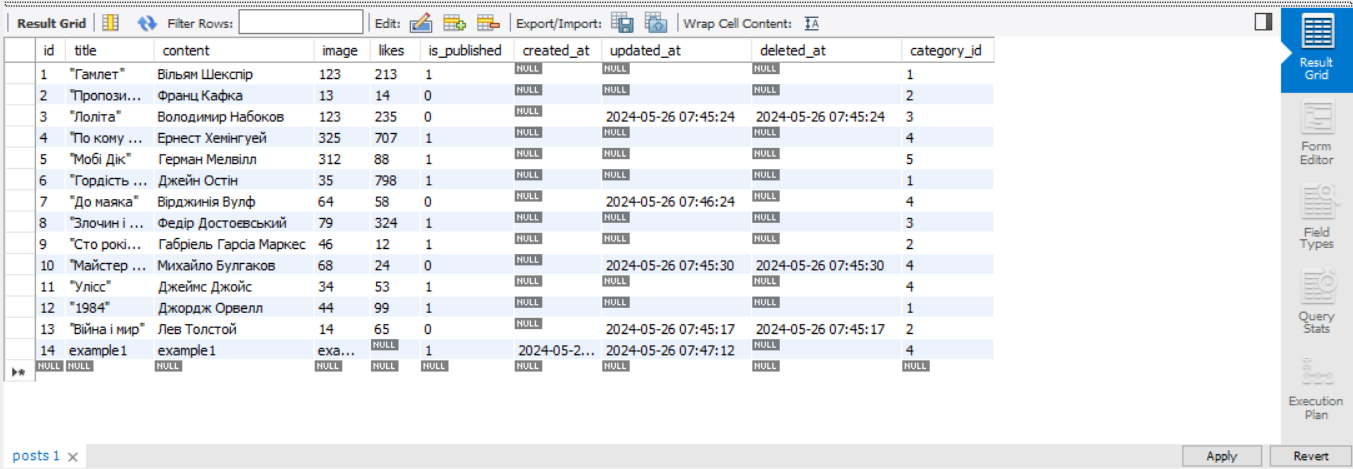 Result Grid Filter Rows: Edit: Export/Import: Wrap Cell Content:
id title content image likes is_published created_at updated_at deleted_at category_id
1 "Гамлет" Вільям Шекспір 123 213 1 NULL NULL NULL 1
2 "Пропози... Франц Кафка 13 14 0 NULL NULL NULL 2
3 "Лоліта" Володимир Набоков 123 235 0 NULL 2024-05-26 07:45:24 2024-05-26 07:45:24 3
4 "По кому ... Ернест Хемінгуей 325 707 1 NULL NULL NULL 4
5 "Мобі Дік" Герман Мелвілл 312 88 1 NULL NULL NULL 5
6 "Гордість ... Джейн Остін 35 798 1 NULL NULL NULL 1
7 "До маяка" Вірджинія Вулф 64 58 0 NULL 2024-05-26 07:46:24 NULL 4
8 "Злочин і ... Федір Достоєвський 79 324 1 NULL NULL NULL 3
9 "Сто рокі... Габріель Гарсіа Маркес 46 12 1 NULL NULL NULL 2
10 "Майстер ... Михайло Булгаков 68 24 0 NULL 2024-05-26 07:45:30 2024-05-26 07:45:30 4
11 "Улісс" Джеймс Джойс 34 53 1 NULL NULL NULL 4
12 "1984" Джордж Орвелл 44 99 1 NULL NULL NULL 1
13 "Війна і мир" Лев Толстой 14 65 0 NULL 2024-05-26 07:45:17 2024-05-26 07:45:17 2
14 example1 example1 exa... NULL 1 2024-05-2... 2024-05-26 07:47:12 NULL 4
NULL NULL NULL NULL NULL NULL NULL NULL NULL NULL
Result
Grid
Form
Editor
Field
Types
Query
Stats
Execution
Plan
posts 1 Apply Revert